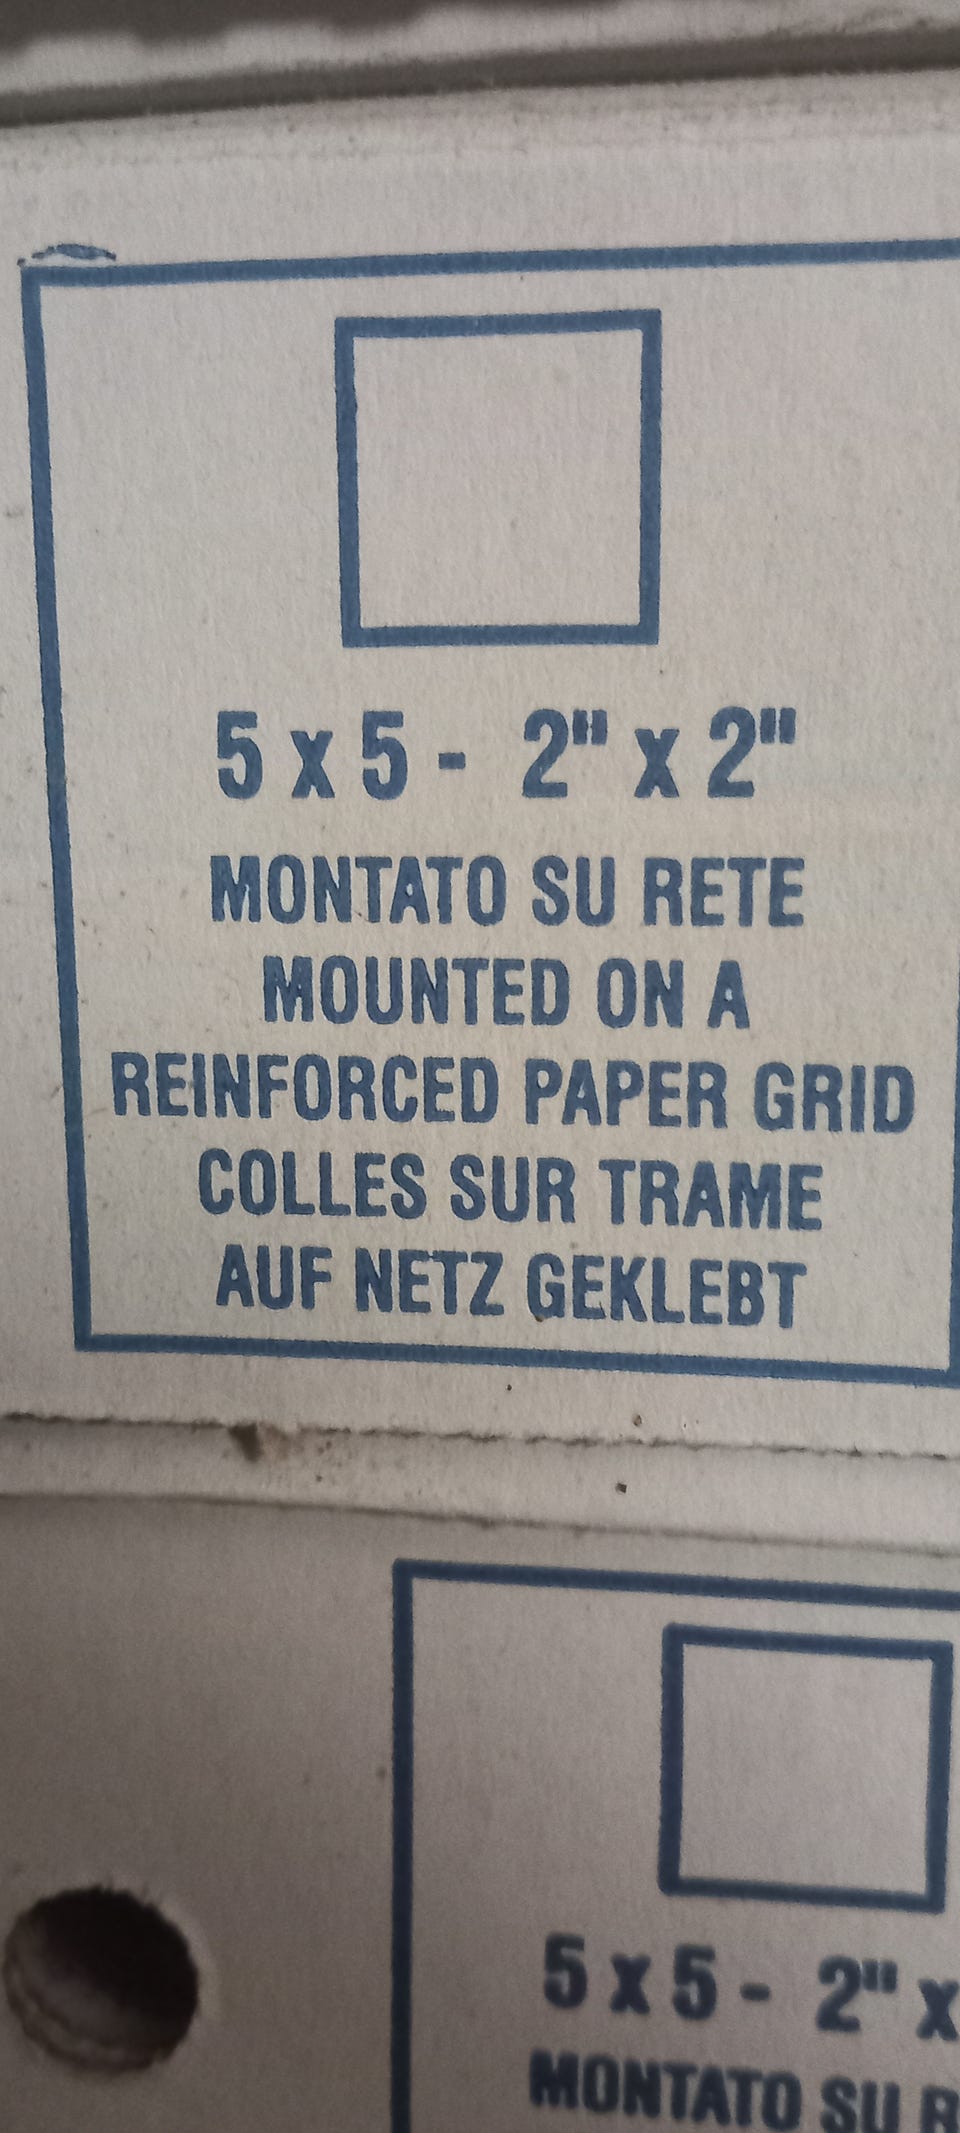 5 x 5 - 2" x 2"
MONTATO SU RETE
MOUNTED ON A
REINFORCED PAPER GRID
COLLES SUR TRAME
AUF NETZ GEKLEBT
5 x 5 - 2" x
MONTATO SU R